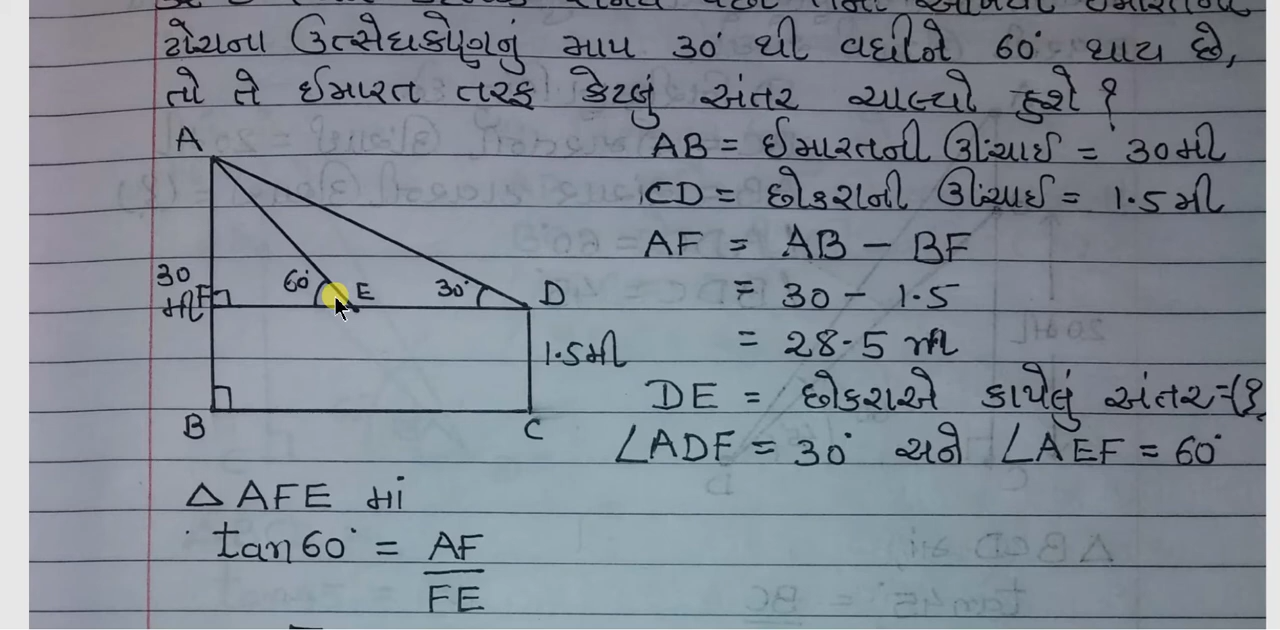 ટોચના ઉત્સેધકોણનું માપ 30° થી વધીને 60° થાય છે,
તો તે ઈમારત તરફ કેટલું અંતર ચાલ્યો હશે ?
A
AB = ઈમારતની ઊંચાઈ = 30મી
CD = છોકરાની ઊંચાઈ = 1.5મી
AF = AB - BF
30
મી
F
60°
E
30°
D
= 30 - 1.5
= 28.5 મી
1.5મી
DE = છોકરાએ કાપેલું અંતર=(?)
B
C
∠ADF = 30° અને ∠AEF = 60°
△ AFE માં
tan60° = AF
FE